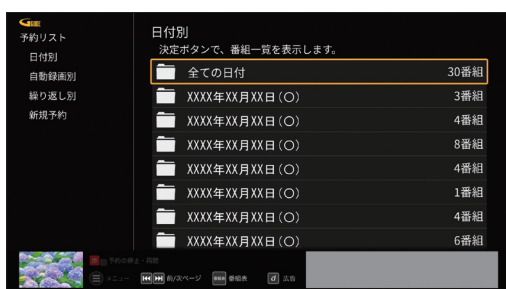 予約リスト
日付別
自動録画別
繰り返し別
新規予約
日付別
決定ボタンで、番組一覧を表示します。
全ての日付 30番組
XXXX年XX月XX日(〇) 3番組
XXXX年XX月XX日(〇) 4番組
XXXX年XX月XX日(〇) 8番組
XXXX年XX月XX日(〇) 4番組
XXXX年XX月XX日(〇) 1番組
XXXX年XX月XX日(〇) 4番組
XXXX年XX月XX日(〇) 6番組
予約の停止・再開
メニュー 前/次ページ 番組表 番組表 d 広告